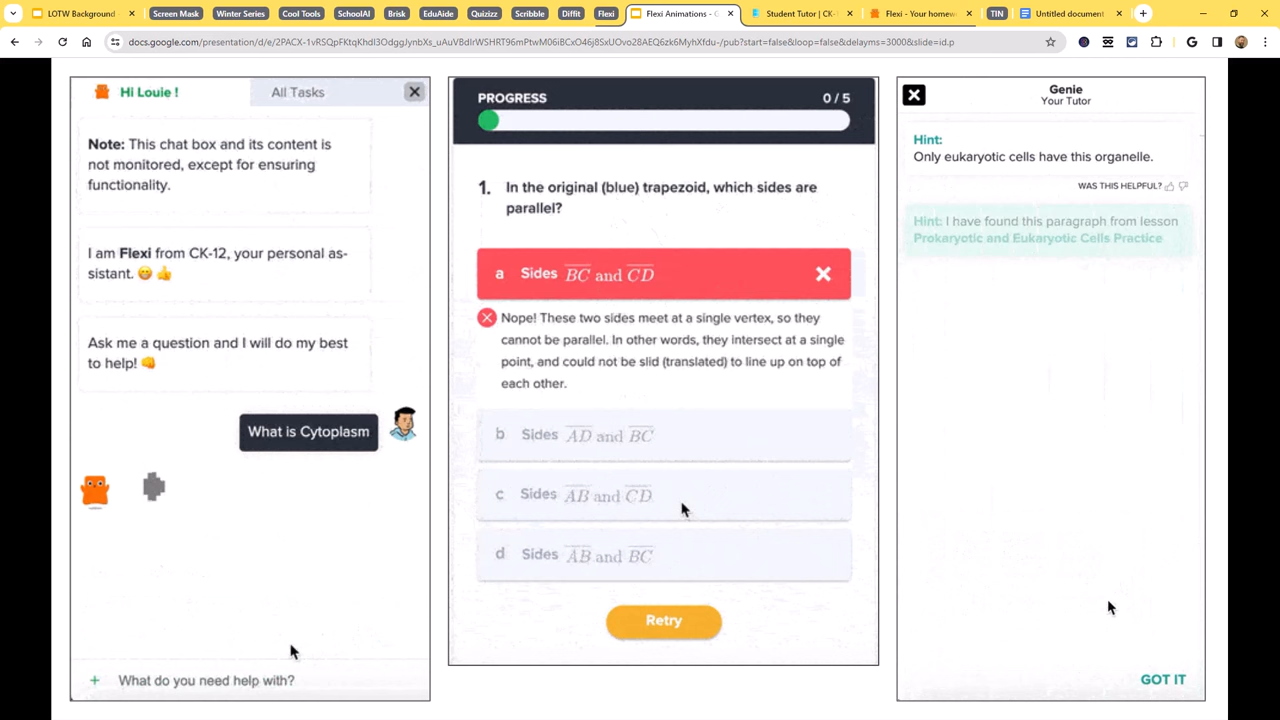 LOTW Background -
Screen Mask
Winter Series
Cool Tools
SchoolAI
Brisk
EduAide
Quizizz
Scribble
Diffit
Flexi
Flexi Animations - G
Student Tutor | CK-1
Flexi - Your homew
TIN
Untitled document
docs.google.com/presentation/d/e/2PACX-1vRSQpFKtqKhdI3OdggJynbXs_uAuVBdIrWSHRT96mPtwM06iBCxO46j8SxUOvo28AEQ6zk6MyhXfdu-/pub?start=false&loop=false&delayms=3000&slide=id.p
Hi Louie !
All Tasks
Note: This chat box and its content is
not monitored, except for ensuring
functionality.
I am Flexi from CK-12, your personal as-
sistant.
Ask me a question and I will do my best
to help!
What is Cytoplasm
What do you need help with?
PROGRESS
0 / 5
1. In the original (blue) trapezoid, which sides are
parallel?
a Sides BC and CD
Nope! These two sides meet at a single vertex, so they
cannot be parallel. In other words, they intersect at a single
point, and could not be slid (translated) to line up on top of
each other.
b Sides AD and BC
c Sides AB and CD
d Sides AB and BC
Retry
Genie
Your Tutor
Hint:
Only eukaryotic cells have this organelle.
WAS THIS HELPFUL?
Hint: I have found this paragraph from lesson
Prokaryotic and Eukaryotic Cells Practice
GOT IT